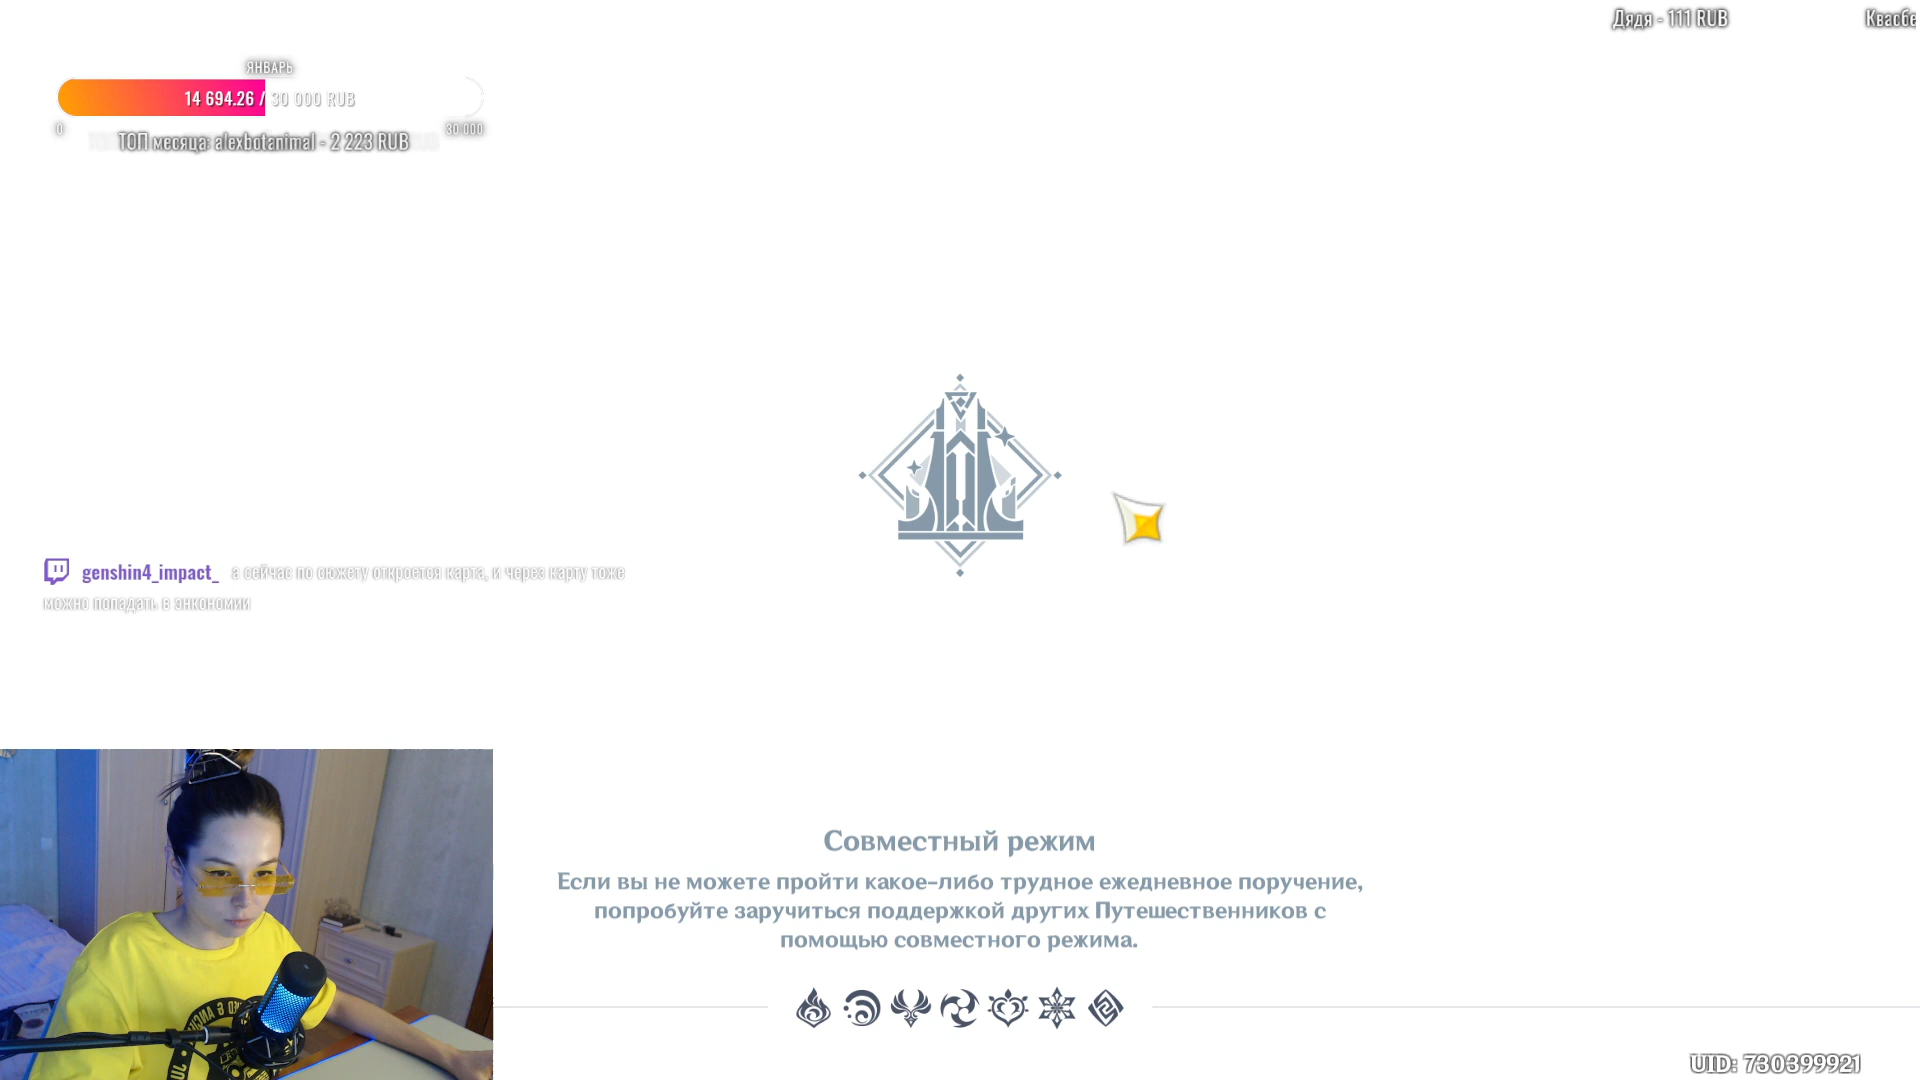 Дядя - 111 RUB
ЯНВАРЬ
14 694.26 / 30 000 RUB
0
30 000
ТОП месяца: alexbotanimal - 2 223 RUB
genshin4_impact_ а сейчас по сюжету откроется карта, и через карту тоже
можно попадать в энкономии
Совместный режим
Если вы не можете пройти какое-либо трудное ежедневное поручение,
попробуйте заручиться поддержкой других Путешественников с
помощью совместного режима.
UID: 730399921